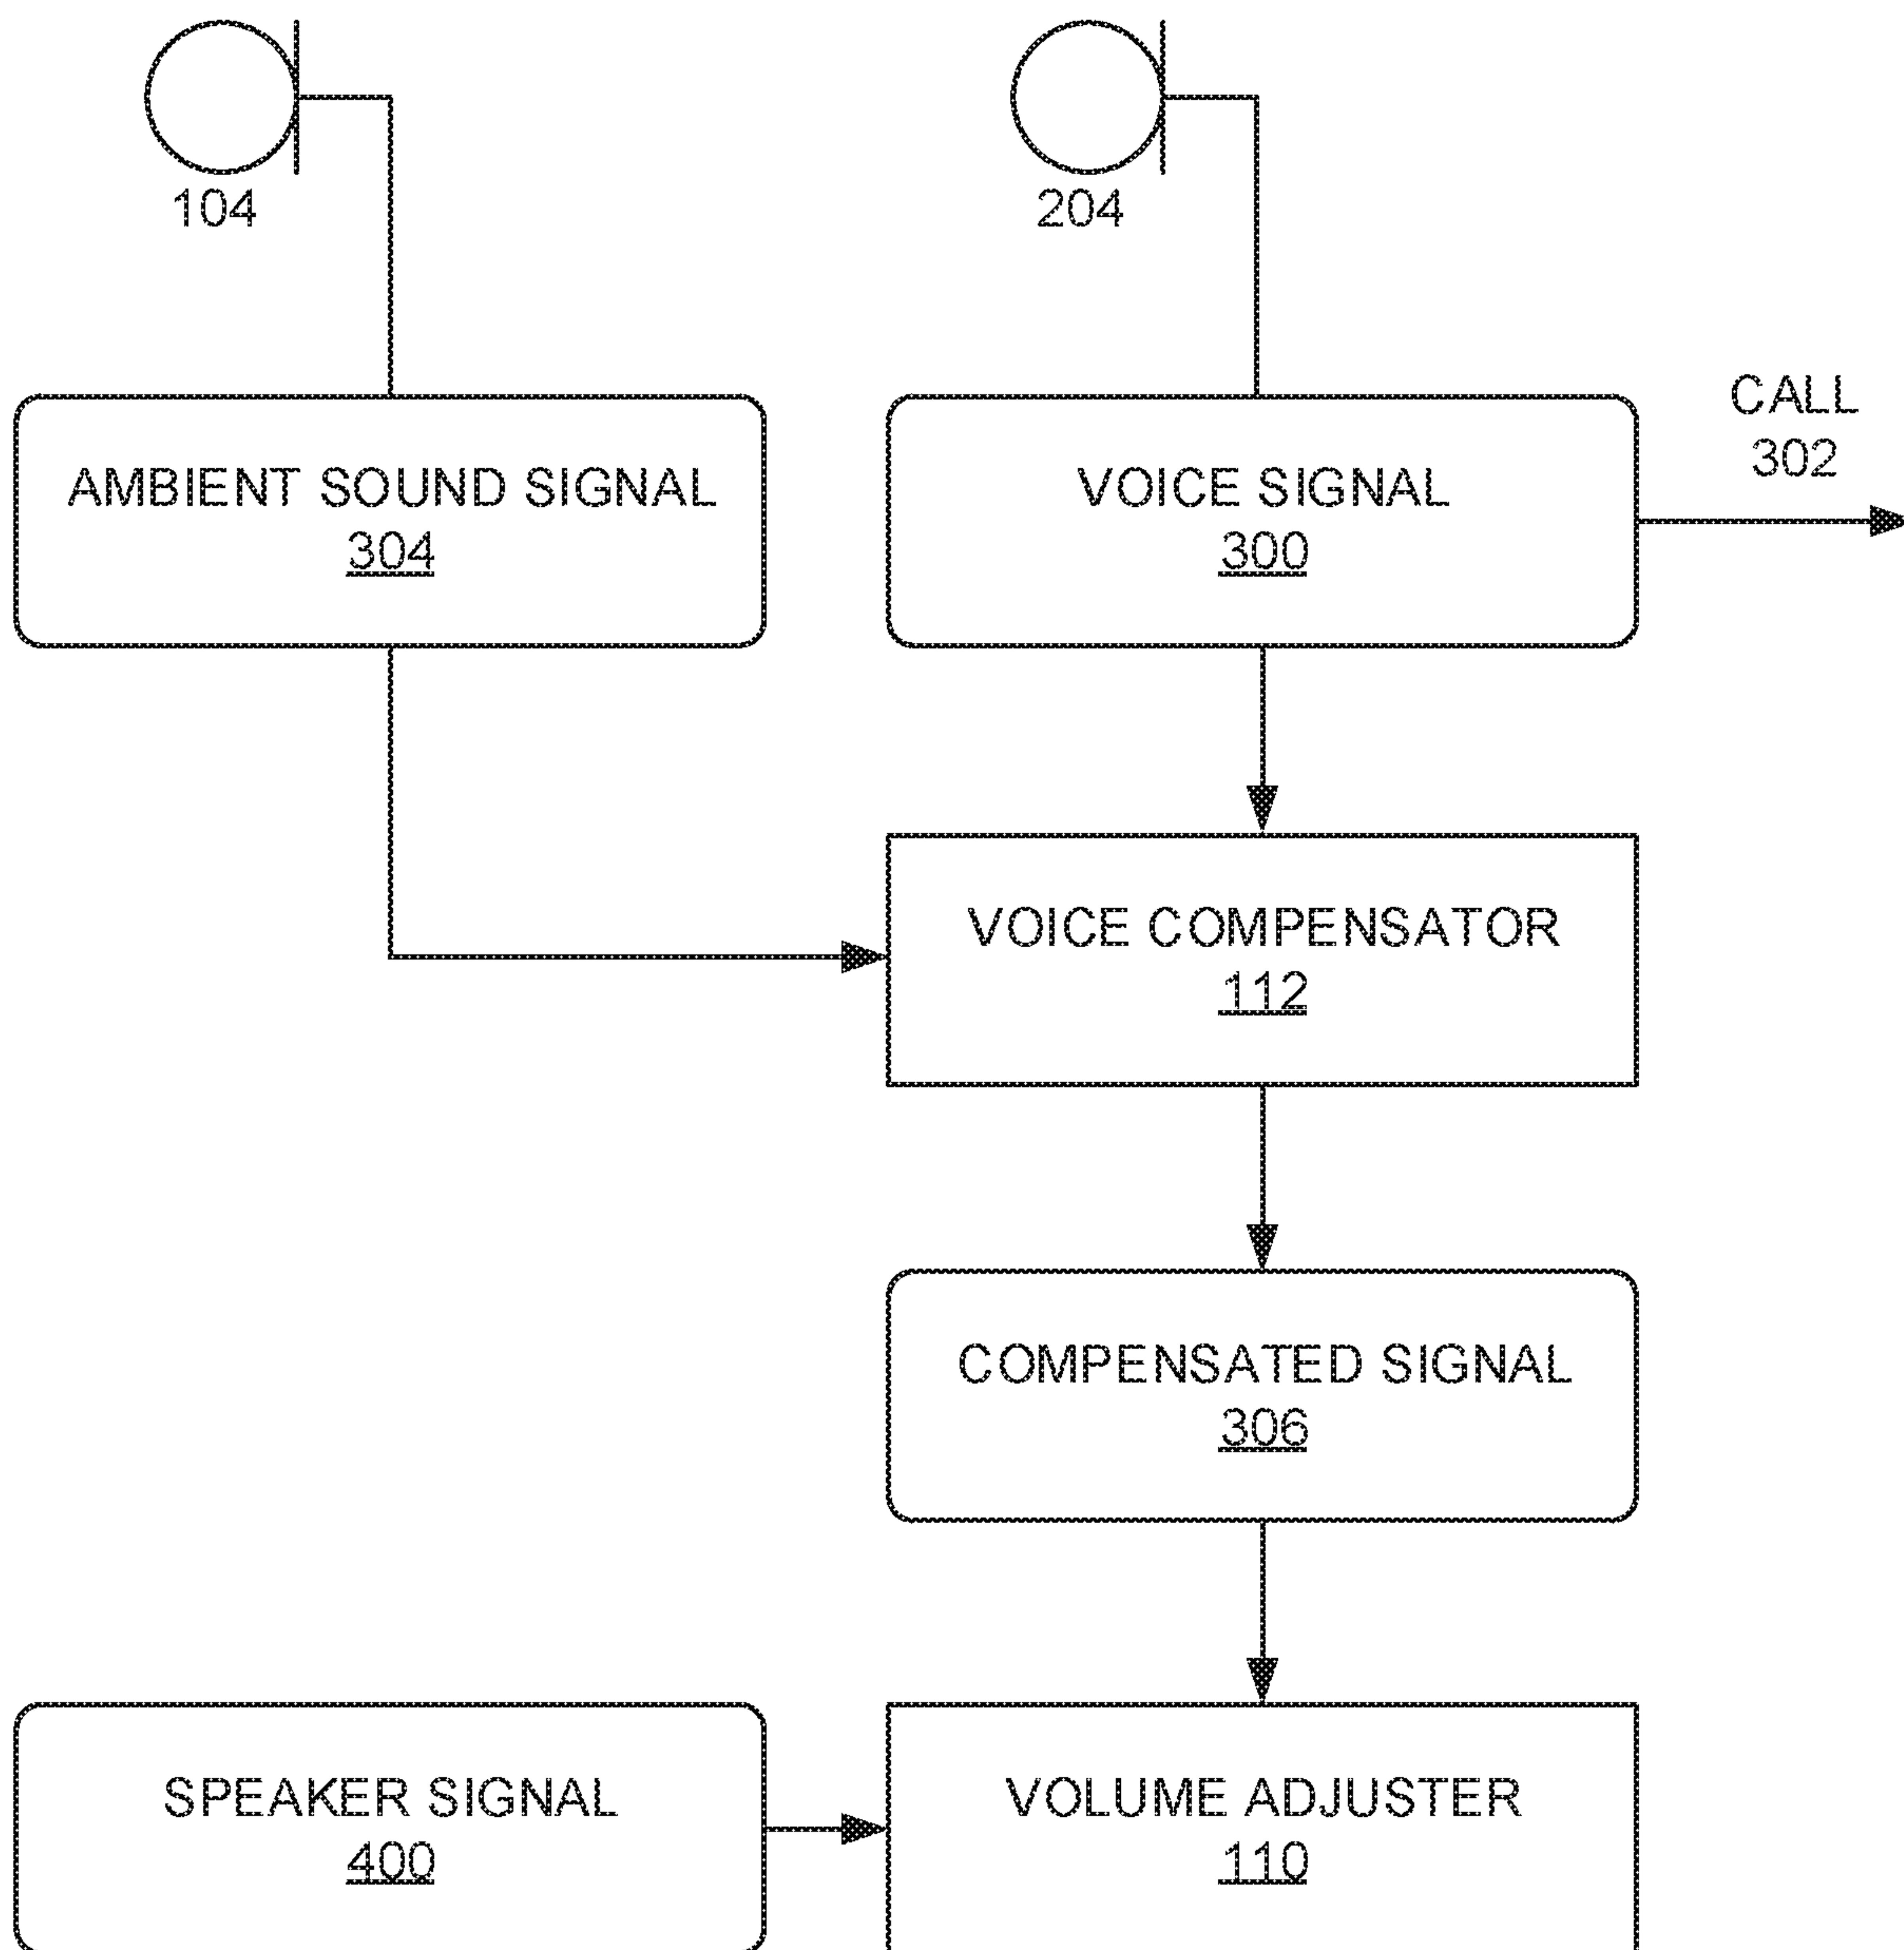 104
204
CALL
302
AMBIENT SOUND SIGNAL
304
VOICE SIGNAL
300
VOICE COMPENSATOR
112
COMPENSATED SIGNAL
306
SPEAKER SIGNAL
400
VOLUME ADJUSTER
110